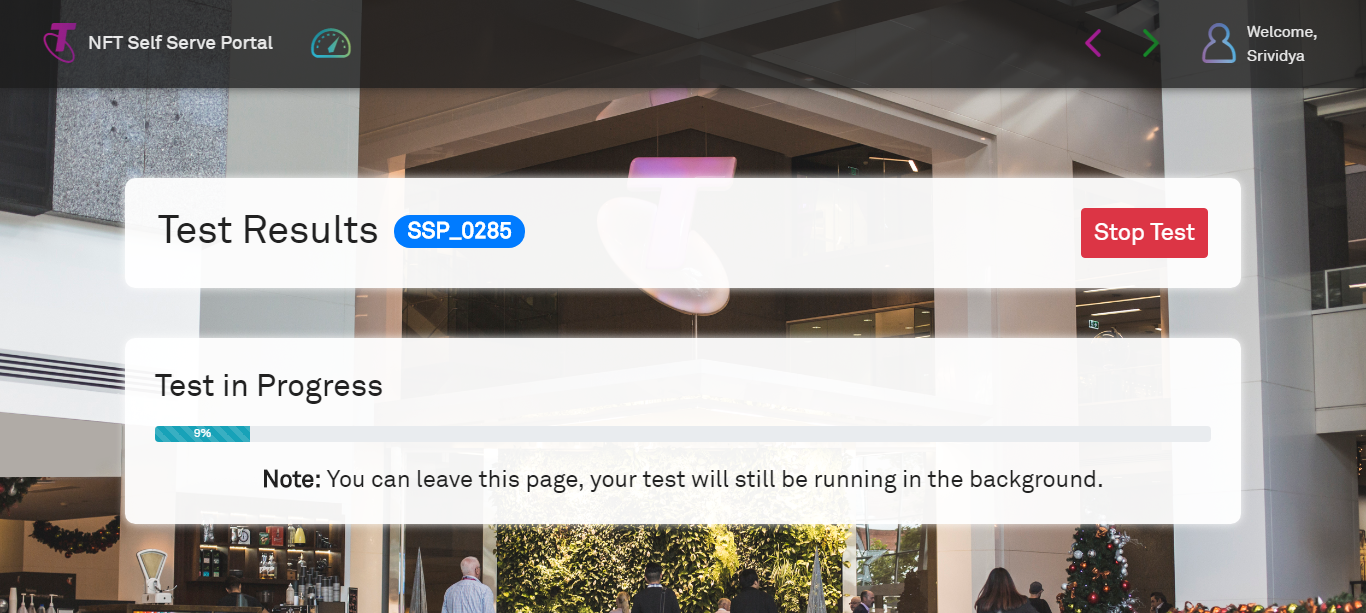 NFT Self Serve Portal
Welcome,
Srividya
Test Results SSP_0285
Stop Test
Test in Progress
9%
Note: You can leave this page, your test will still be running in the background.